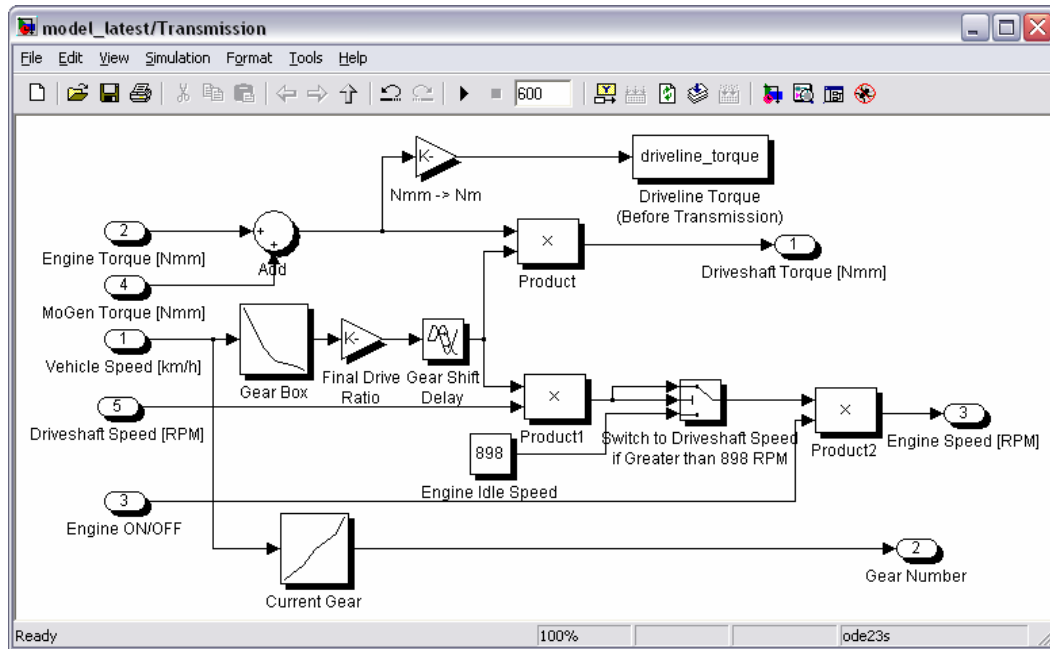 model_latest/Transmission
File Edit View Simulation Format Tools Help
600
K-
Nmm -> Nm
driveline_torque
Driveline Torque
(Before Transmission)
2
Engine Torque [Nmm]
+
+
Add
×
Product
1
Driveshaft Torque [Nmm]
4
MoGen Torque [Nmm]
1
Vehicle Speed [km/h]
Gear Box
K-
Final Drive
Ratio
Gear Shift
Delay
5
Driveshaft Speed [RPM]
×
Product1
Switch to Driveshaft Speed
if Greater than 898 RPM
×
Product2
3
Engine Speed [RPM]
898
Engine Idle Speed
3
Engine ON/OFF
Current Gear
2
Gear Number
Ready 100% ode23s